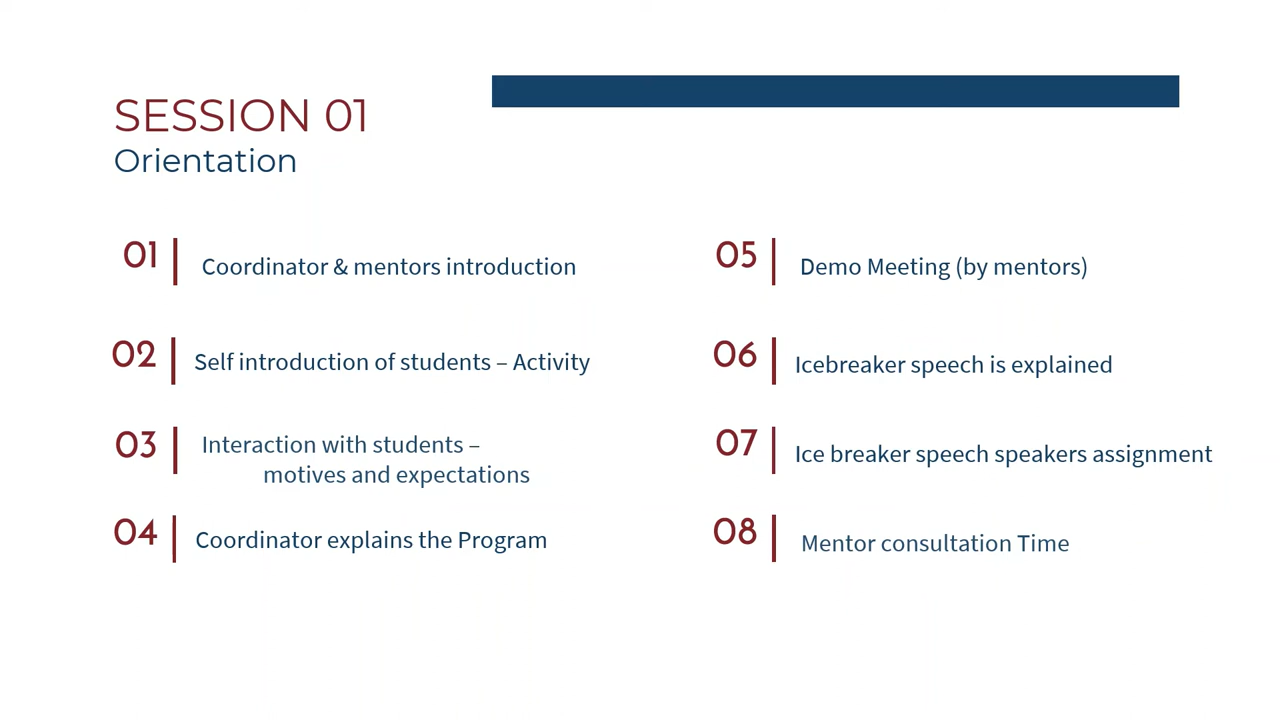 SESSION 01
Orientation
01
Coordinator & mentors introduction
02
Self introduction of students – Activity
03
Interaction with students –
motives and expectations
04
Coordinator explains the Program
05
Demo Meeting (by mentors)
06
Icebreaker speech is explained
07
Ice breaker speech speakers assignment
08
Mentor consultation Time